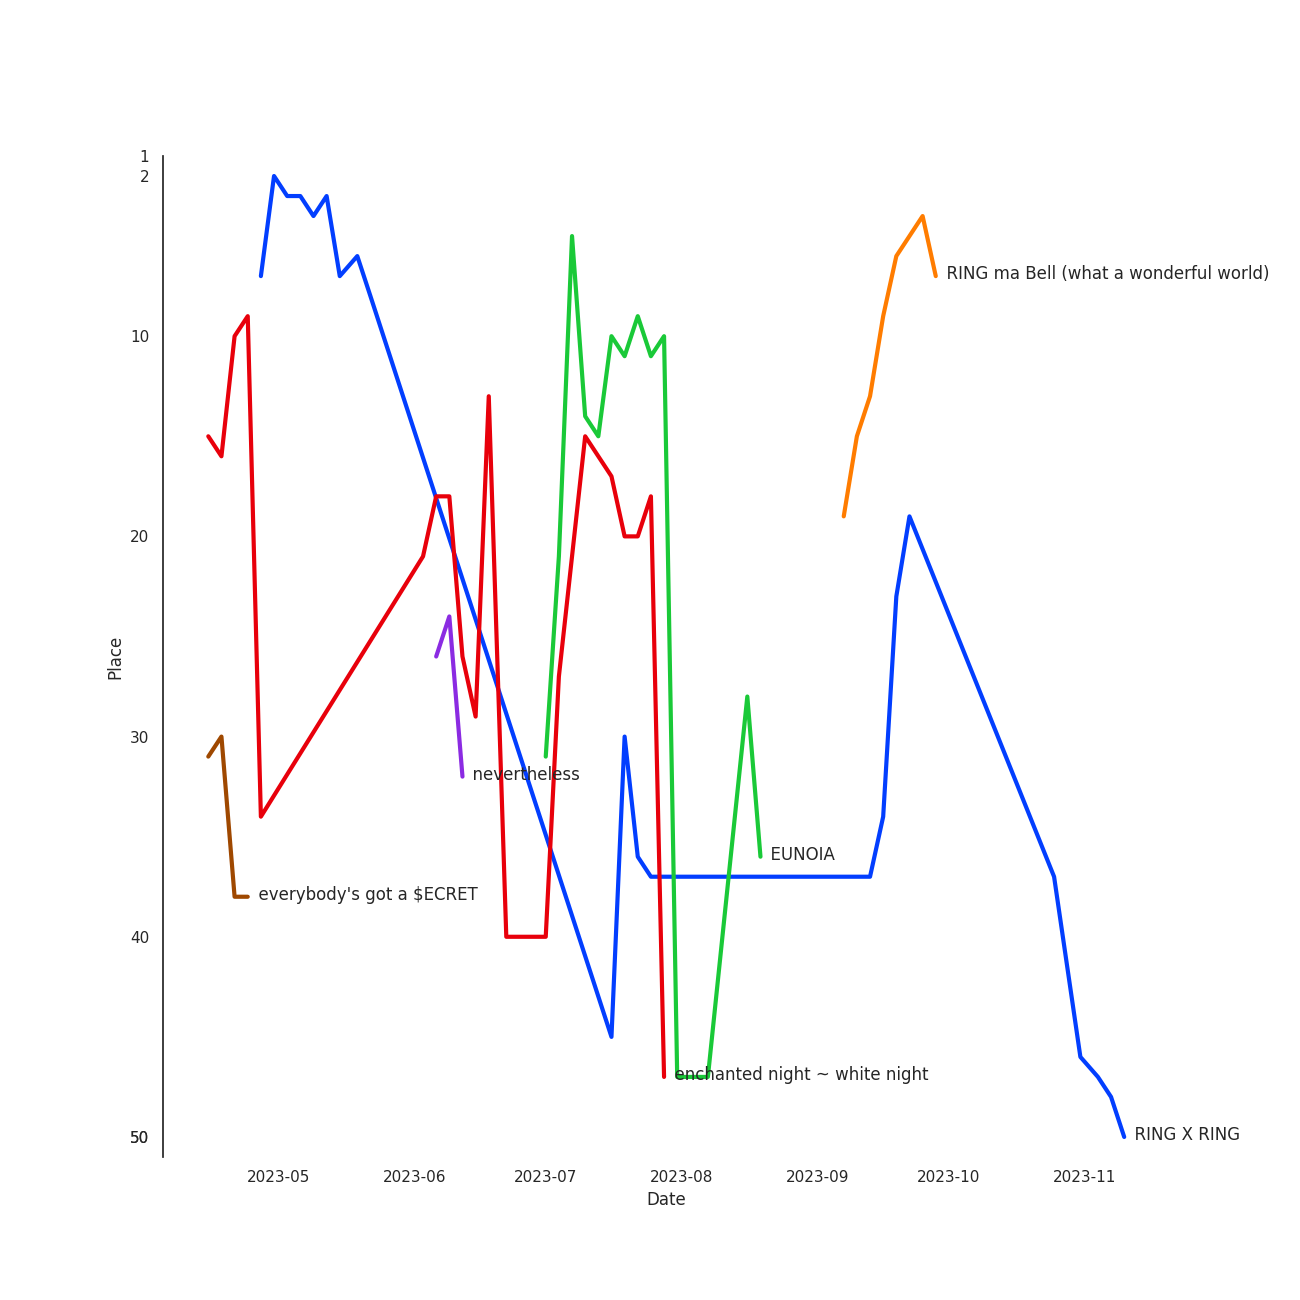 1
2
10
20
30
40
50
Place
RING ma Bell (what a wonderful world)
nevertheless
EUNOIA
everybody's got a $ECRET
enchanted night ~ white night
RING X RING
2023-05 2023-06 2023-07 2023-08 2023-09 2023-10 2023-11
Date